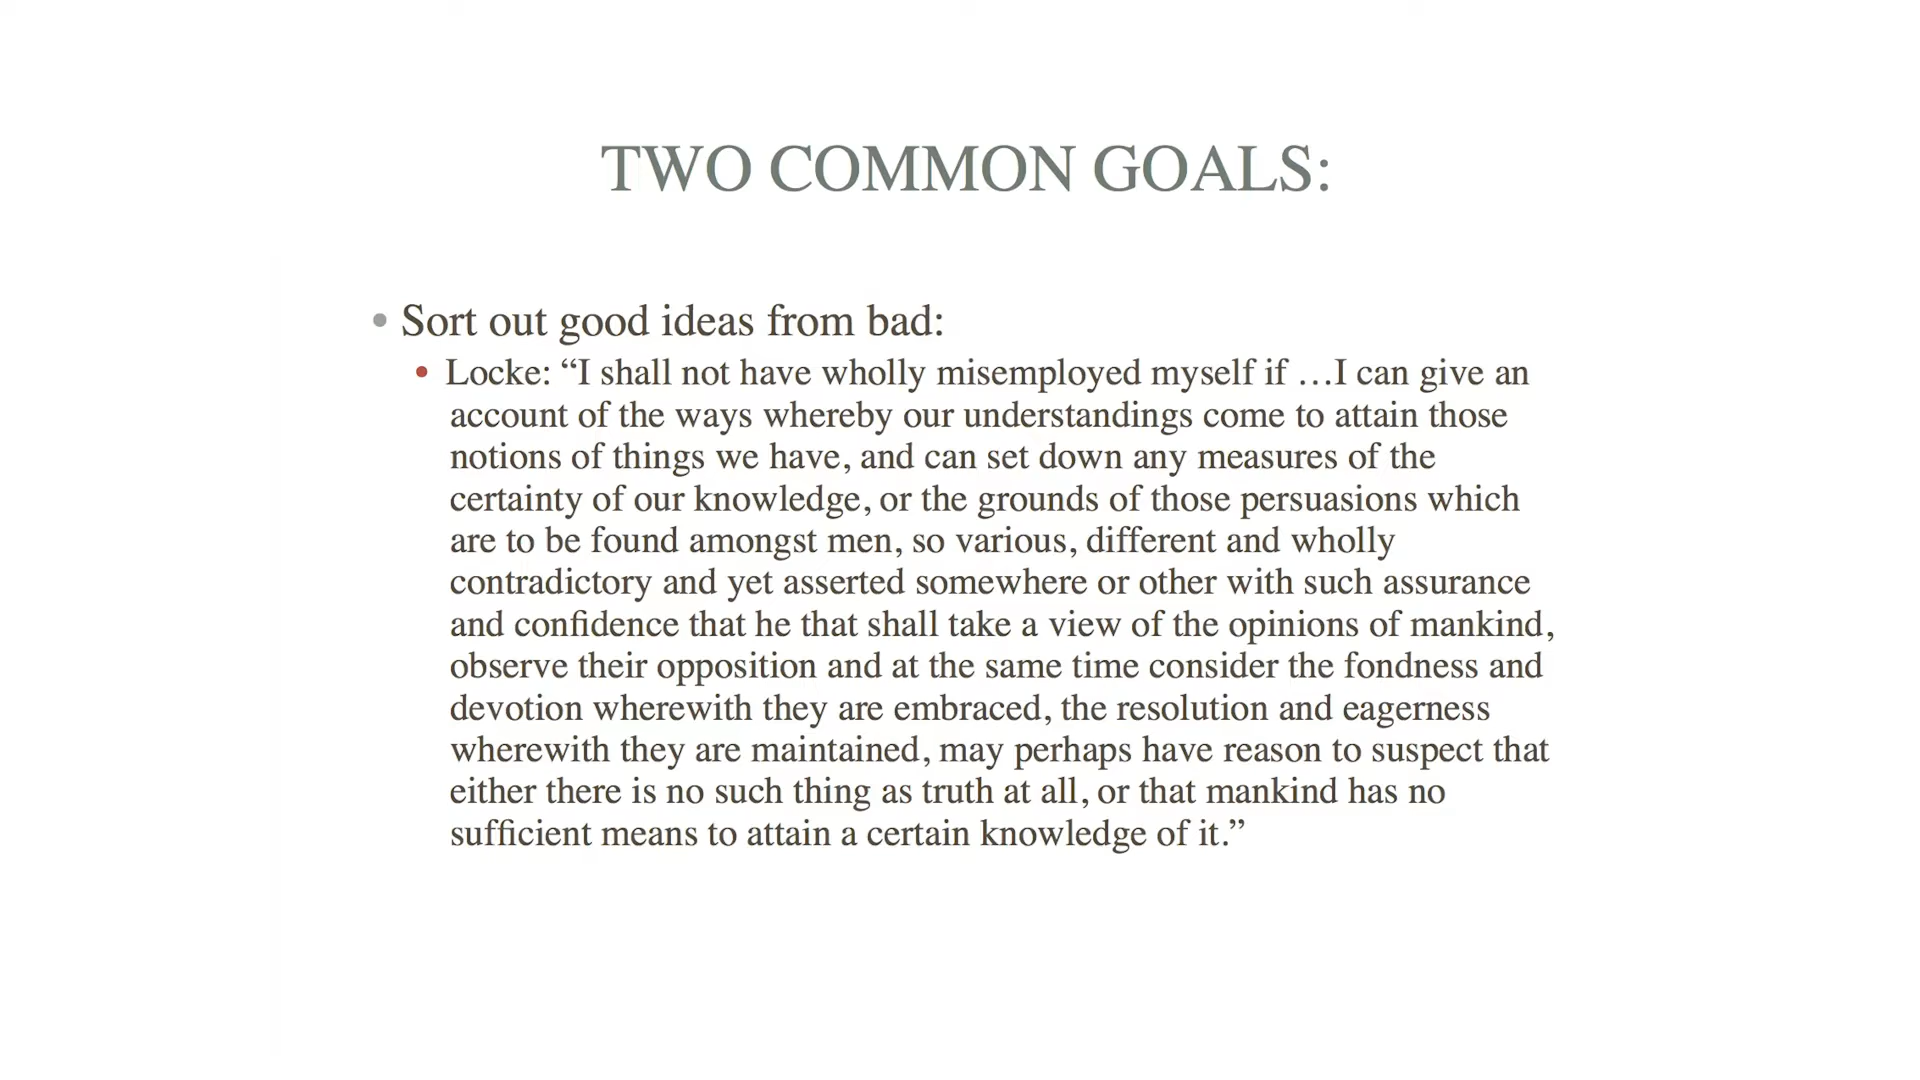 TWO COMMON GOALS:
• Sort out good ideas from bad:
• Locke: “I shall not have wholly misemployed myself if …I can give an
account of the ways whereby our understandings come to attain those
notions of things we have, and can set down any measures of the
certainty of our knowledge, or the grounds of those persuasions which
are to be found amongst men, so various, different and wholly
contradictory and yet asserted somewhere or other with such assurance
and confidence that he that shall take a view of the opinions of mankind,
observe their opposition and at the same time consider the fondness and
devotion wherewith they are embraced, the resolution and eagerness
wherewith they are maintained, may perhaps have reason to suspect that
either there is no such thing as truth at all, or that mankind has no
sufficient means to attain a certain knowledge of it.”